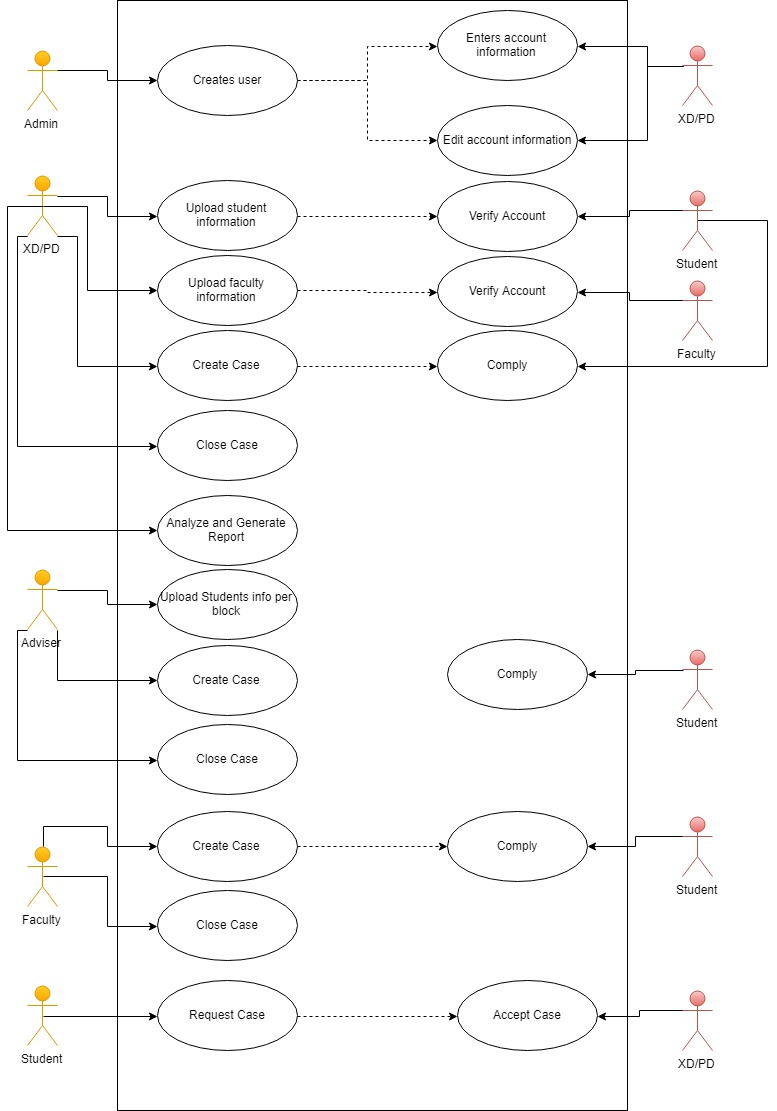 Enters account
information
Creates user
Admin
XD/PD
Edit account information
Upload student
information
Verify Account
XD/PD
Student
Upload faculty
information
Verify Account
Faculty
Create Case
Comply
Close Case
Analyze and Generate
Report
Upload Students info per
block
Adviser
Create Case
Comply
Student
Close Case
Create Case
Comply
Student
Faculty
Close Case
Request Case
Accept Case
Student
XD/PD